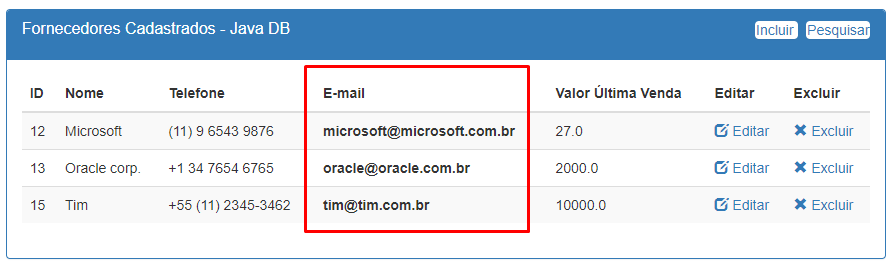 Fornecedores Cadastrados - Java DB Incluir Pesquisar
ID Nome Telefone E-mail Valor Última Venda Editar Excluir
12 Microsoft (11) 9 6543 9876 microsoft@microsoft.com.br 27.0 Editar Excluir
13 Oracle corp. +1 34 7654 6765 oracle@oracle.com.br 2000.0 Editar Excluir
15 Tim +55 (11) 2345-3462 tim@tim.com.br 10000.0 Editar Excluir